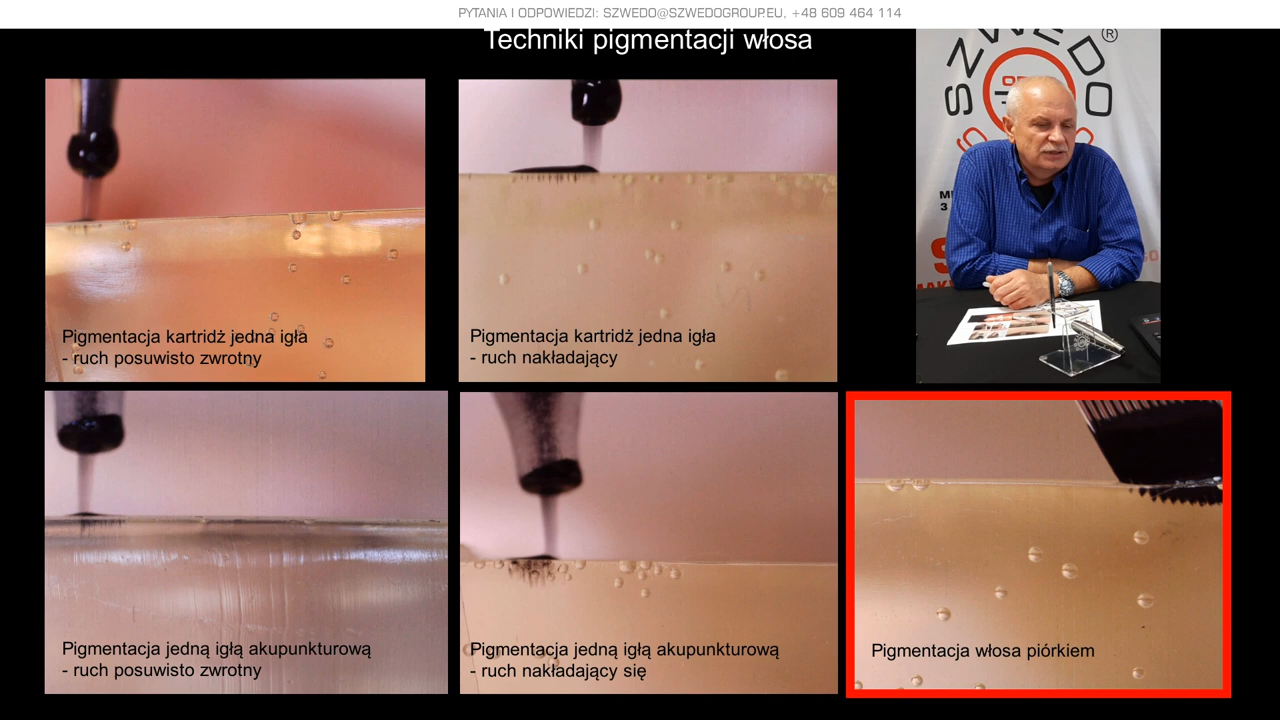 PYTANIA I ODPOWIEDZI: SZWEDO@SZWEDOGROUP.EU, +48 609 464 114
Techniki pigmentacji włosa
SZWEDO®
Pigmentacja kartridż jedna igła
- ruch posuwisto zwrotny
Pigmentacja kartridż jedna igła
- ruch nakładający
Pigmentacja jedną igłą akupunkturową
- ruch posuwisto zwrotny
Pigmentacja jedną igłą akupunkturową
- ruch nakładający się
Pigmentacja włosa piórkiem